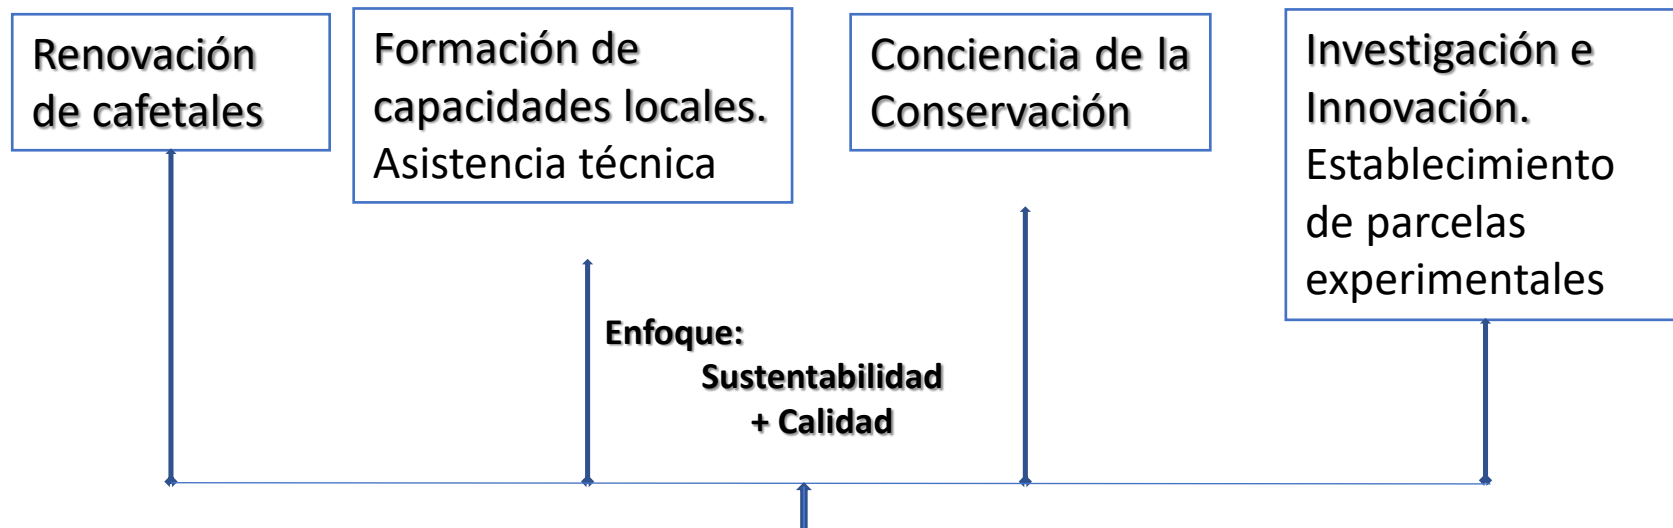 Renovación
de cafetales
Formación de
capacidades locales.
Asistencia técnica
Conciencia de la
Conservación
Investigación e
Innovación.
Establecimiento
de parcelas
experimentales
Enfoque:
Sustentabilidad
+ Calidad